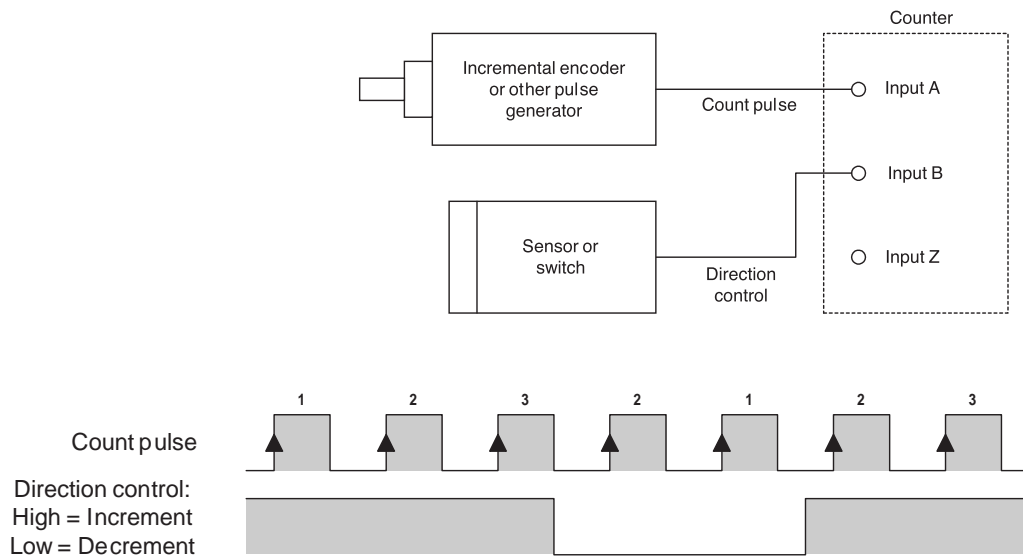 Counter
Incremental encoder
or other pulse
generator
Count pulse
Input A
Input B
Sensor or
switch
Direction
control
Input Z
1 2 3 2 1 2 3
Count pulse
Direction control:
High = Increment
Low = Decrement